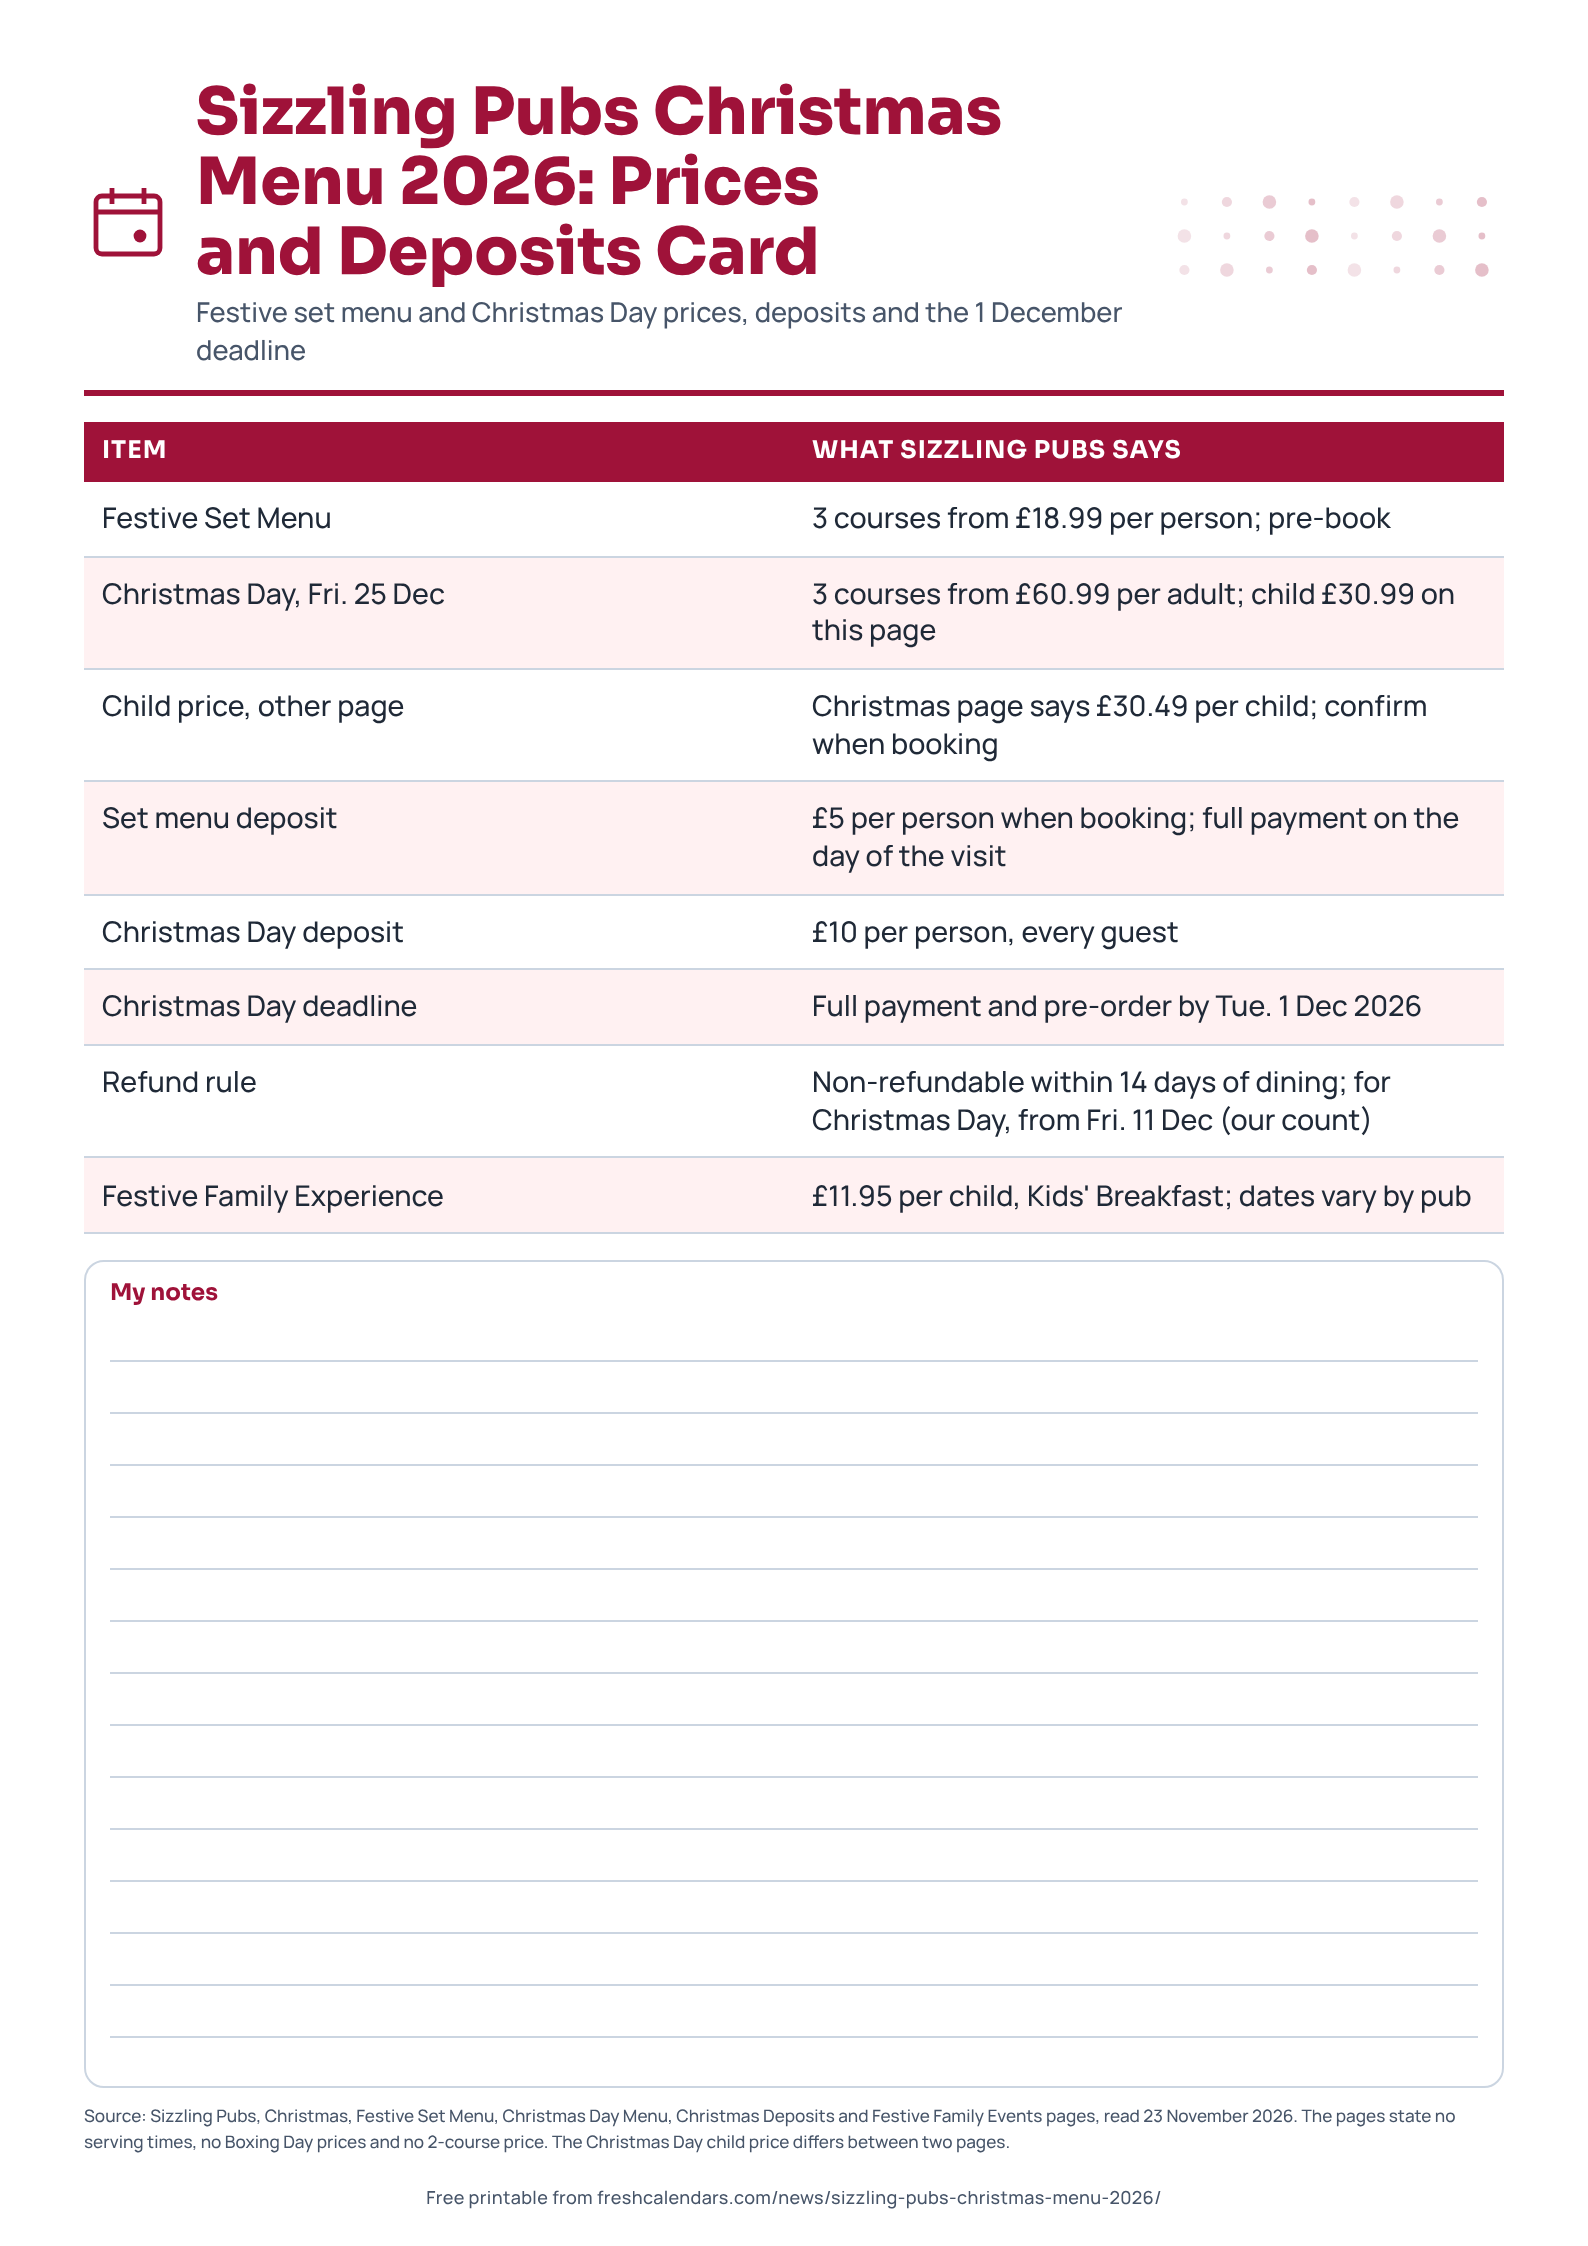 Sizzling Pubs Christmas
Menu 2026: Prices
and Deposits Card
Festive set menu and Christmas Day prices, deposits and the 1 December
deadline
ITEM
WHAT SIZZLING PUBS SAYS
Festive Set Menu
3 courses from £18.99 per person; pre-book
Christmas Day, Fri. 25 Dec
3 courses from £60.99 per adult; child £30.99 on
this page
Child price, other page
Christmas page says £30.49 per child; confirm
when booking
Set menu deposit
£5 per person when booking; full payment on the
day of the visit
Christmas Day deposit
£10 per person, every guest
Christmas Day deadline
Full payment and pre-order by Tue. 1 Dec 2026
Refund rule
Non-refundable within 14 days of dining; for
Christmas Day, from Fri. 11 Dec (our count)
Festive Family Experience
£11.95 per child, Kids' Breakfast; dates vary by pub
My notes
Source: Sizzling Pubs, Christmas, Festive Set Menu, Christmas Day Menu, Christmas Deposits and Festive Family Events pages, read 23 November 2026. The pages state no
serving times, no Boxing Day prices and no 2-course price. The Christmas Day child price differs between two pages.
Free printable from freshcalendars.com/news/sizzling-pubs-christmas-menu-2026/